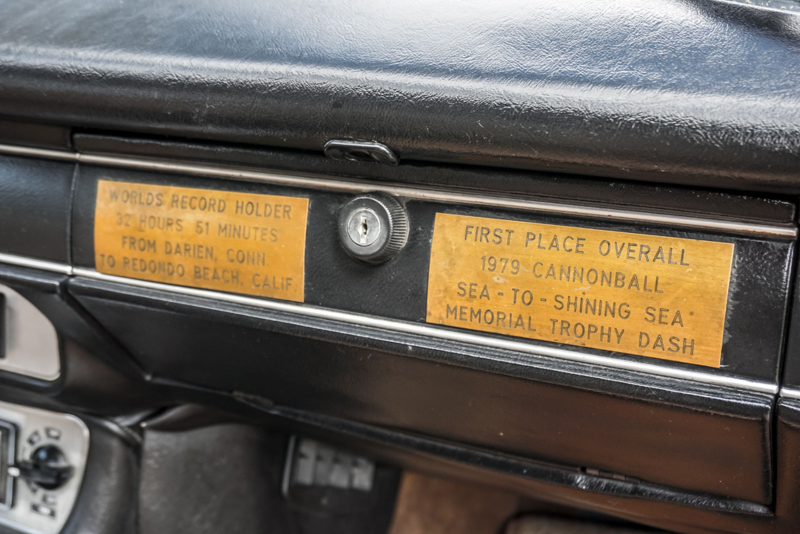 WORLDS RECORD HOLDER
32 HOURS 51 MINUTES
FROM DARIEN, CONN
TO REDONDO BEACH, CALIF.
FIRST PLACE OVERALL
1979 CANNONBALL
SEA-TO-SHINING SEA
MEMORIAL TROPHY DASH